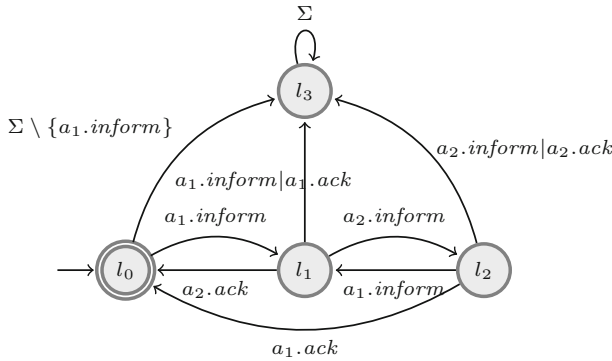 Σ
l₃
Σ \ {a₁.inform}
a₂.inform|a₂.ack
a₁.inform|a₁.ack
a₁.inform
a₂.inform
l₀
l₁
l₂
a₂.ack
a₁.inform
a₁.ack